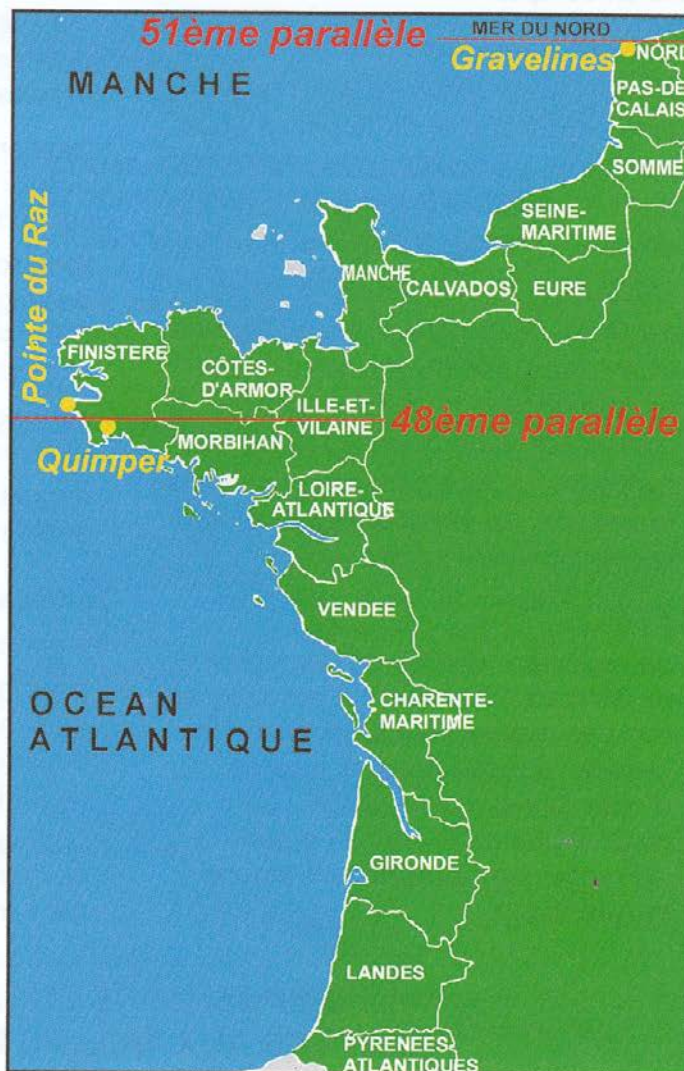 51ème parallèle
MER DU NORD
Gravelines
NORD
MANCHE
PAS-DE
CALAIS
SOMME
SEINE-
MARITIME
Pointe du Raz
MANCHE
CALVADOS
EURE
FINISTERE
CÔTES-
D'ARMOR
ILLE-ET-
VILAINE
48ème parallèle
MORBIHAN
Quimper
LOIRE-
ATLANTIQUE
VENDEE
OCEAN
ATLANTIQUE
CHARENTE-
MARITIME
GIRONDE
LANDES
PYRENEES
ATLANTIQUES